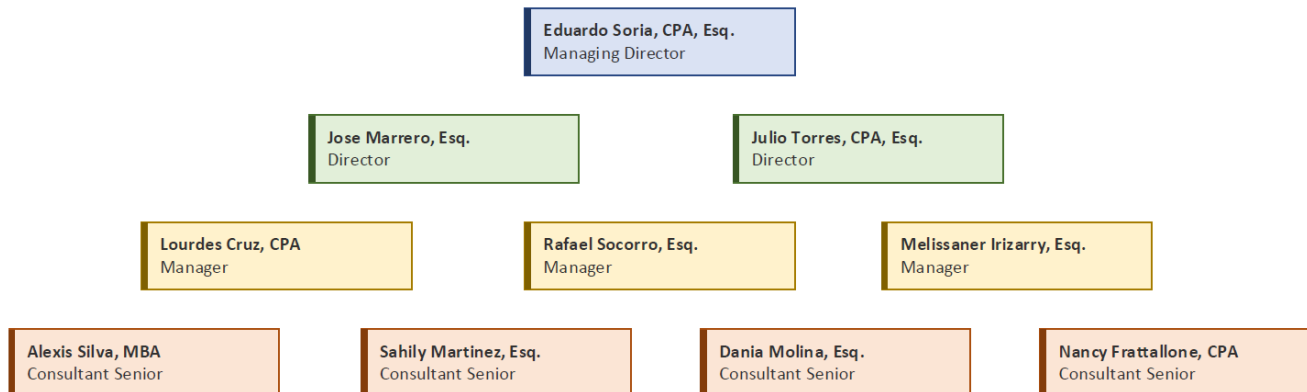 Eduardo Soria, CPA, Esq.
Managing Director
Jose Marrero, Esq.
Director
Julio Torres, CPA, Esq.
Director
Lourdes Cruz, CPA
Manager
Rafael Socorro, Esq.
Manager
Melissaner Irizarry, Esq.
Manager
Alexis Silva, MBA
Consultant Senior
Sahily Martinez, Esq.
Consultant Senior
Dania Molina, Esq.
Consultant Senior
Nancy Frattallone, CPA
Consultant Senior